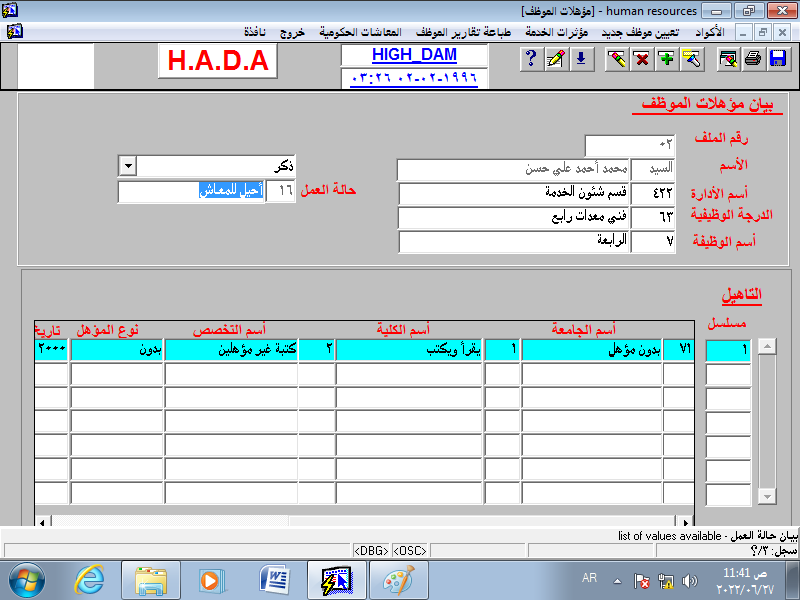 human resources - [مؤهلات الموظف]
الأكواد تعيين موظف جديد مؤثرات الخدمة طباعة تقارير الموظف المعاشات الحكومية خروج نافذة
H.A.D.A
HIGH_DAM
٠٣:٢٦ ٠٢-٠٢-١٩٩٦
بيان مؤهلات الموظف
رقم الملف ٠٢
الأسم السيد محمد أحمد علي حسن
ذكر
أسم الأدارة ٤٢٢ قسم شئون الخدمة
حالة العمل ١٦ أحيل للمعاش
الدرجة الوظيفية ٦٣ فني معدات رابع
أسم الوظيفة ٧ الرابعة
التاهيل
مسلسل أسم الجامعة أسم الكلية أسم التخصص نوع المؤهل تاريخ
١ ٧١ بدون مؤهل ١ يقرأ ويكتب ٢ كتبة غير مؤهلين بدون ٢٠٠٠
بيان حالة العمل - list of values available
سجل: ٣/؟
<OSC> <DBG>
AR
11:41 ص
٢٠٢٢/٠٦/٢٧